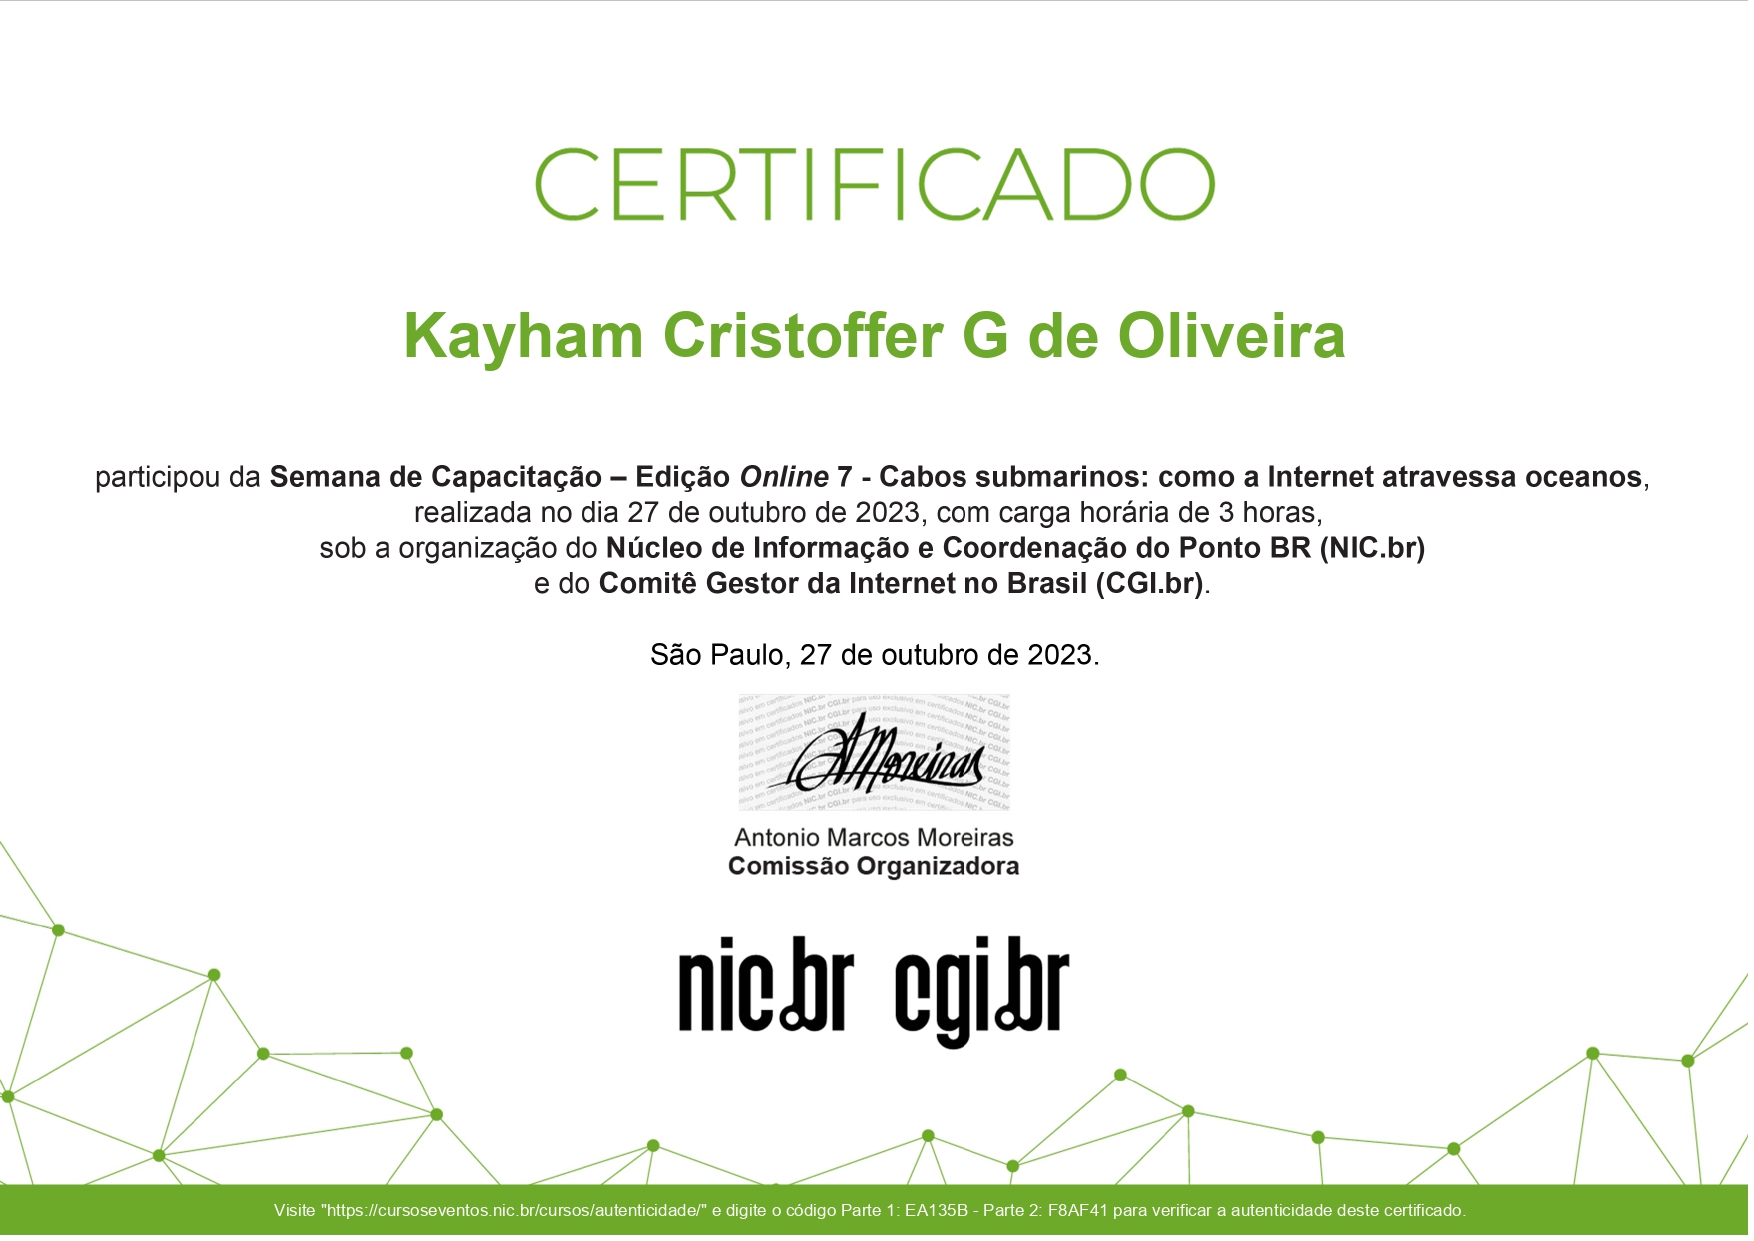 CERTIFICADO
Kayham Cristoffer G de Oliveira
participou da Semana de Capacitação – Edição Online 7 - Cabos submarinos: como a Internet atravessa oceanos,
realizada no dia 27 de outubro de 2023, com carga horária de 3 horas,
sob a organização do Núcleo de Informação e Coordenação do Ponto BR (NIC.br)
e do Comitê Gestor da Internet no Brasil (CGI.br).
São Paulo, 27 de outubro de 2023.
AMoreiras
Antonio Marcos Moreiras
Comissão Organizadora
nic.br cgi.br
Visite "https://cursoseventos.nic.br/cursos/autenticidade/" e digite o código Parte 1: EA135B - Parte 2: F8AF41 para verificar a autenticidade deste certificado.